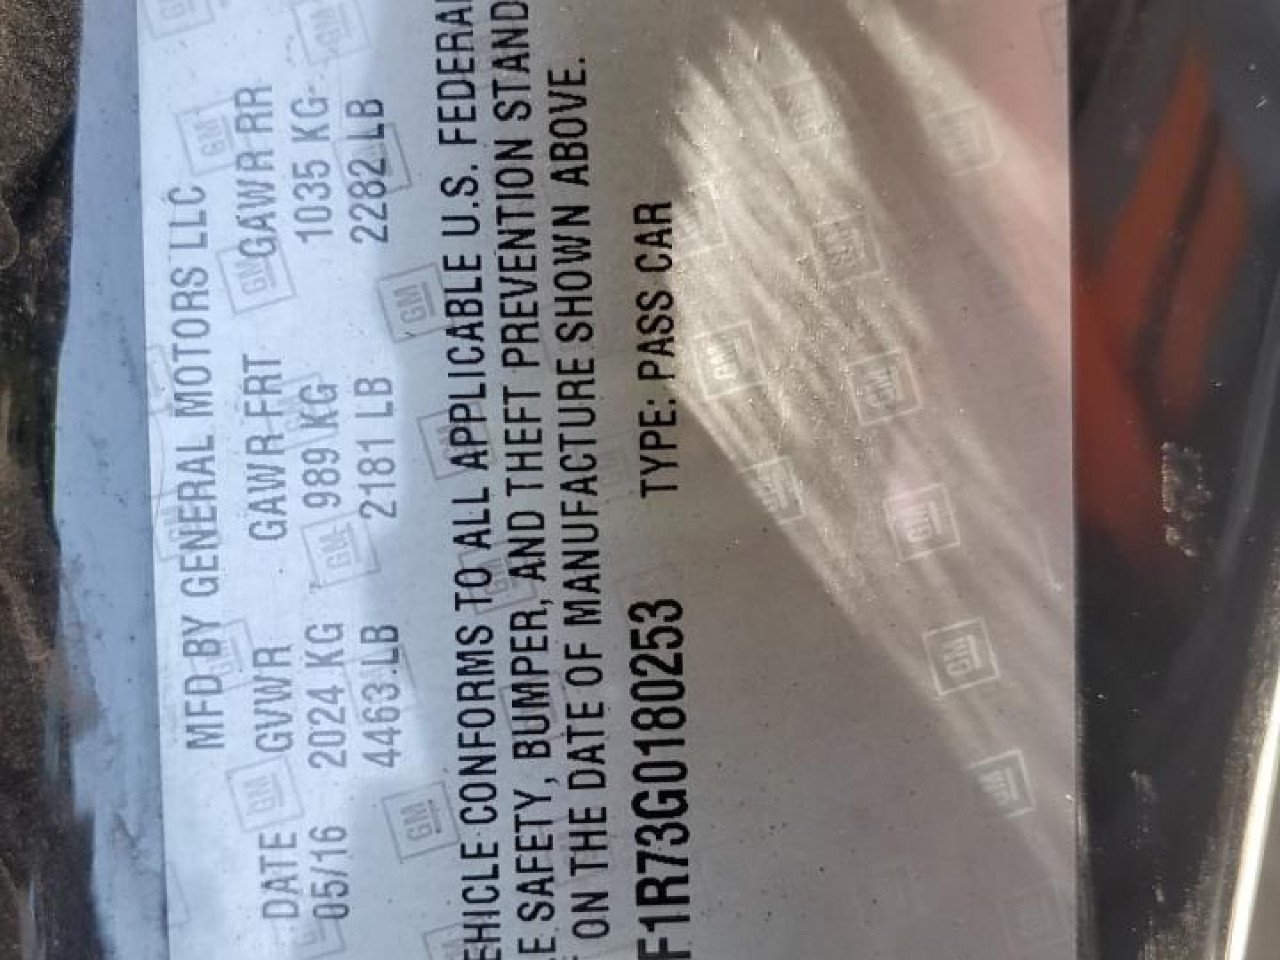 MFD BY GENERAL MOTORS LLC
DATE GVWR GAWR FRT GAWR RR
05/16 2024 KG 989 KG 1035 KG
4463 LB 2181 LB 2282 LB
EHICLE CONFORMS TO ALL APPLICABLE U.S. FEDERA
E SAFETY, BUMPER, AND THEFT PREVENTION STAND
ON THE DATE OF MANUFACTURE SHOWN ABOVE.
F1R73G0180253 TYPE: PASS CAR